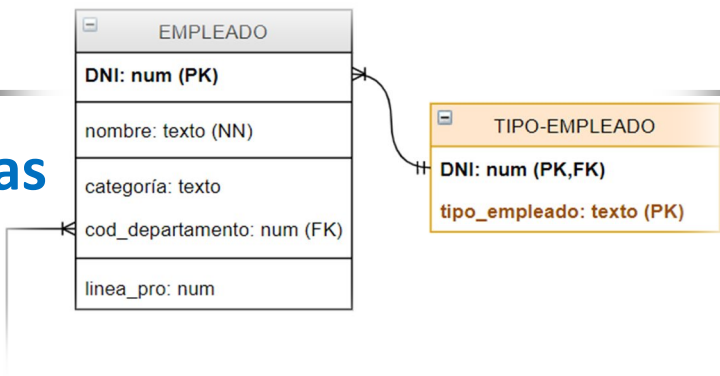 EMPLEADO
DNI: num (PK)
nombre: texto (NN)
categoría: texto
cod_departamento: num (FK)
linea_pro: num
as
TIPO-EMPLEADO
DNI: num (PK,FK)
tipo_empleado: texto (PK)